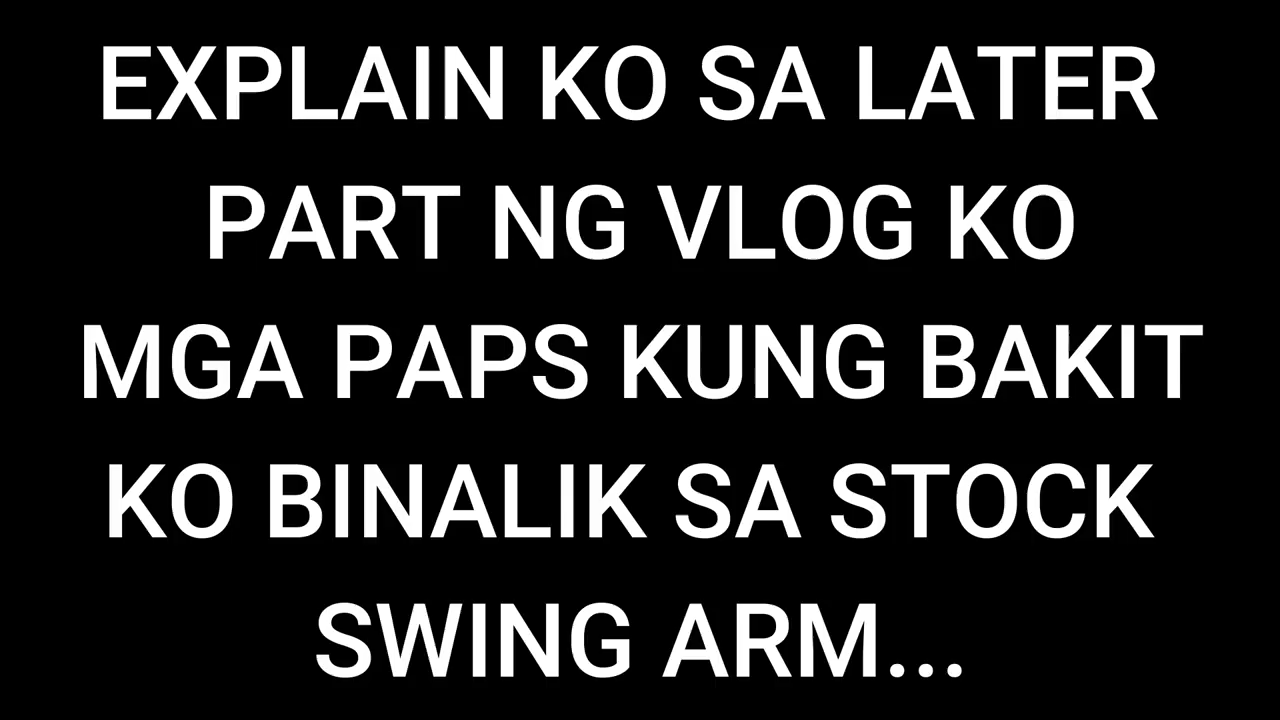 EXPLAIN KO SA LATER
PART NG VLOG KO
MGA PAPS KUNG BAKIT
KO BINALIK SA STOCK
SWING ARM...